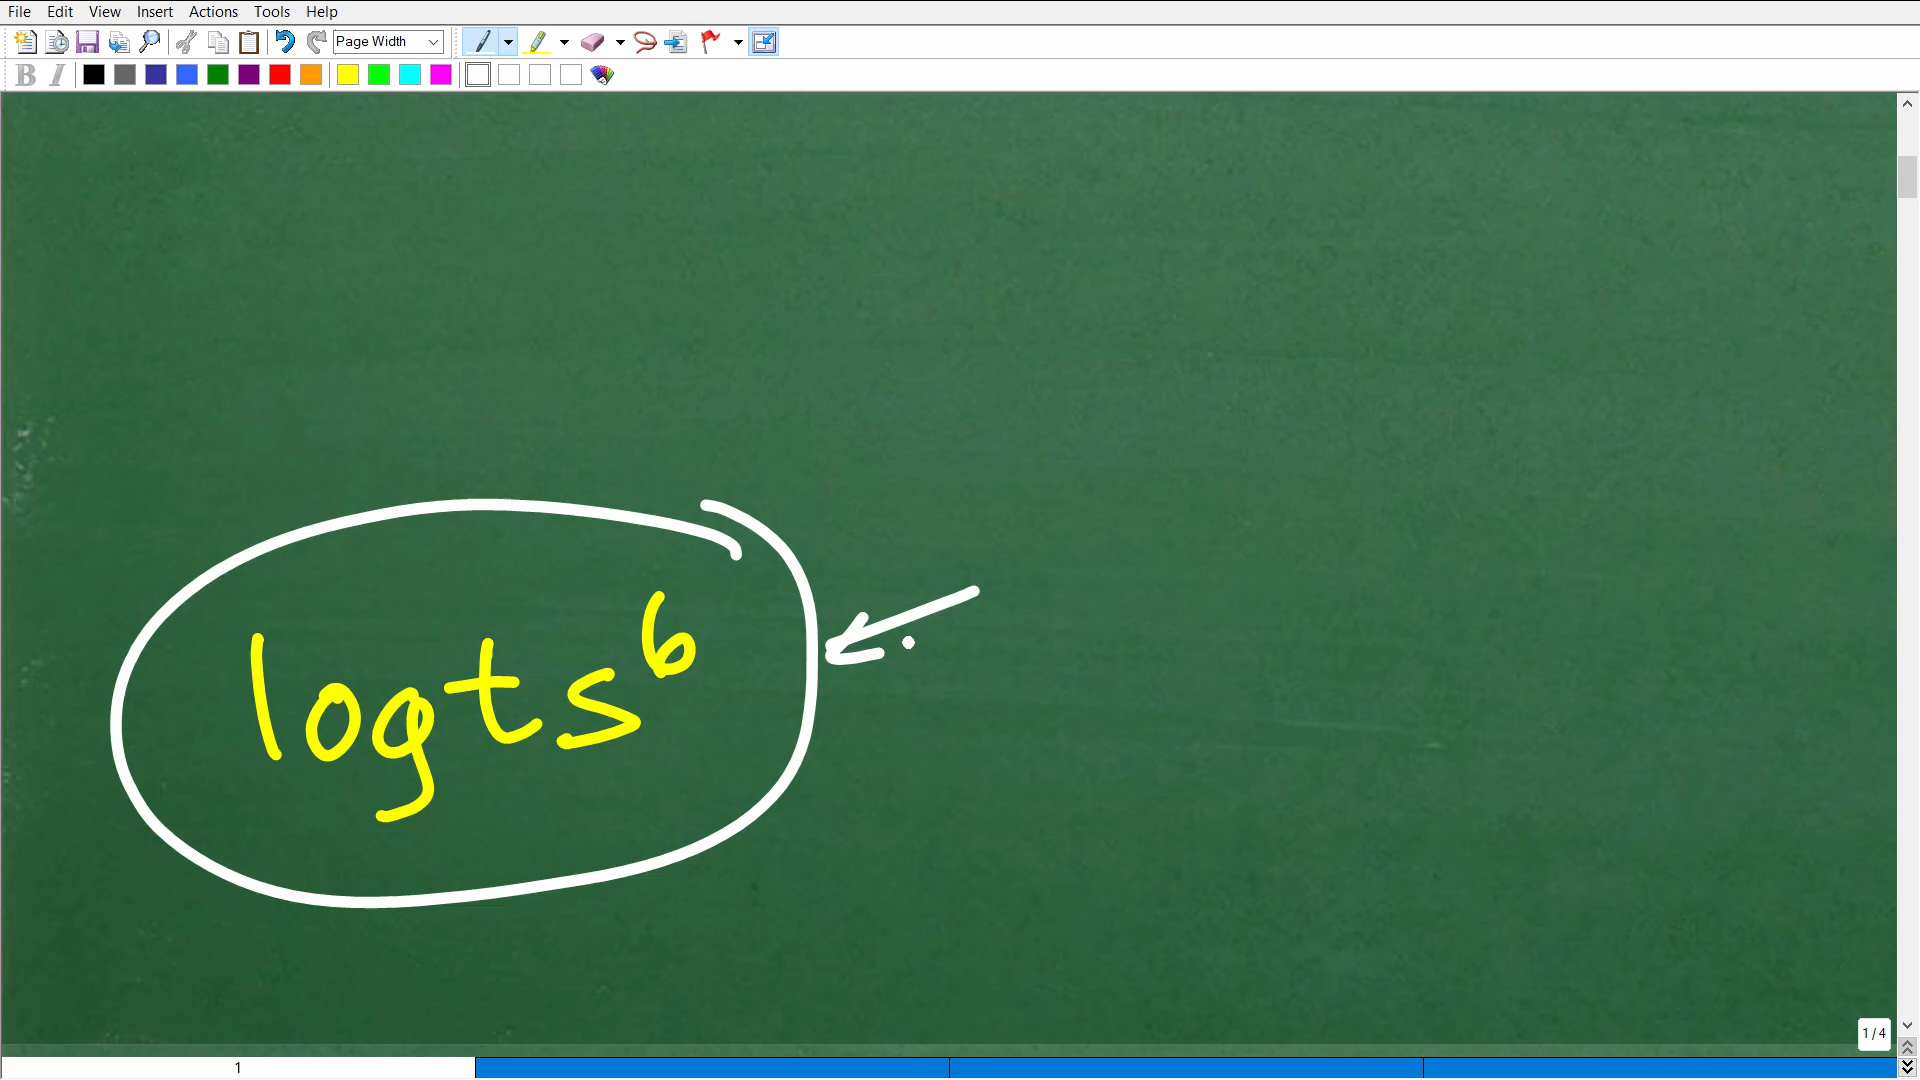 File Edit View Insert Actions Tools Help
Page Width
B I
logts⁶
1 / 4
1